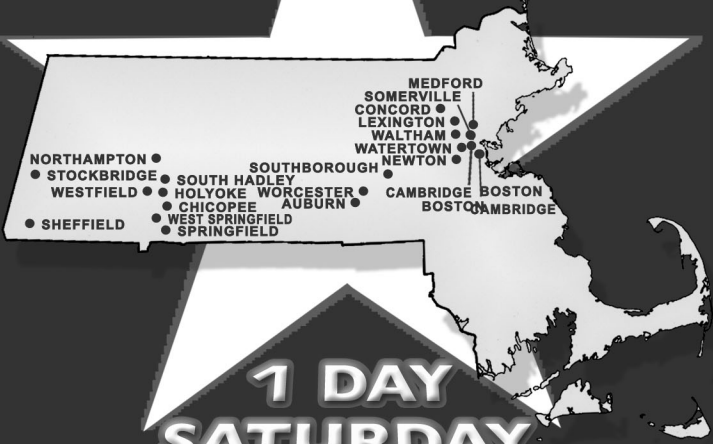 MEDFORD
SOMERVILLE
CONCORD
LEXINGTON
WALTHAM
WATERTOWN
NEWTON
NORTHAMPTON
STOCKBRIDGE
SOUTHBOROUGH
SOUTH HADLEY
WESTFIELD
HOLYOKE
WORCESTER
CAMBRIDGE
BOSTON
AUBURN
CHICOPEE
BOSTON
CAMBRIDGE
WEST SPRINGFIELD
SHEFFIELD
SPRINGFIELD
1 DAY
SATURDAY